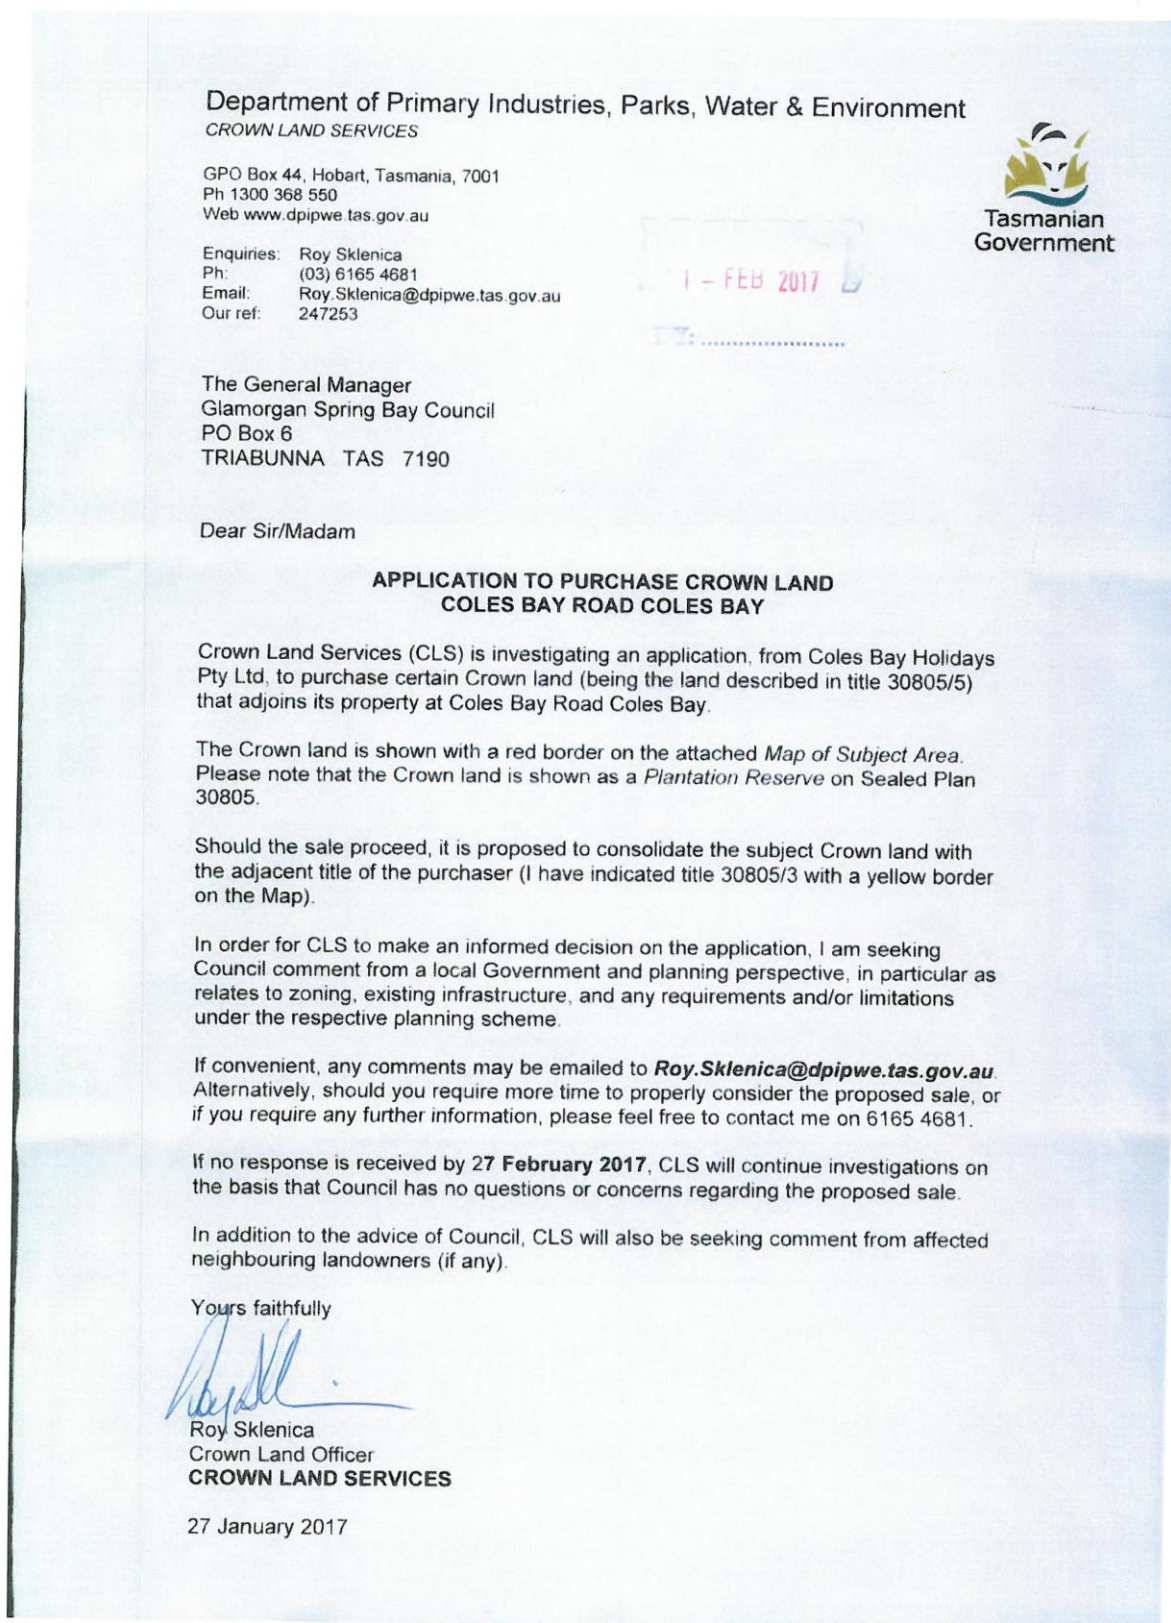 Department of Primary Industries, Parks, Water & Environment
CROWN LAND SERVICES
GPO Box 44, Hobart, Tasmania, 7001
Ph 1300 368 550
Web www.dpipwe.tas.gov.au
Tasmanian
Government
Enquiries: Roy Sklenica
Ph: (03) 6165 4681
Email: Roy.Sklenica@dpipwe.tas.gov.au
Our ref: 247253
1 - FEB 2017
The General Manager
Glamorgan Spring Bay Council
PO Box 6
TRIABUNNA TAS 7190
Dear Sir/Madam
APPLICATION TO PURCHASE CROWN LAND
COLES BAY ROAD COLES BAY
Crown Land Services (CLS) is investigating an application, from Coles Bay Holidays
Pty Ltd, to purchase certain Crown land (being the land described in title 30805/5)
that adjoins its property at Coles Bay Road Coles Bay.
The Crown land is shown with a red border on the attached Map of Subject Area.
Please note that the Crown land is shown as a Plantation Reserve on Sealed Plan
30805.
Should the sale proceed, it is proposed to consolidate the subject Crown land with
the adjacent title of the purchaser (I have indicated title 30805/3 with a yellow border
on the Map).
In order for CLS to make an informed decision on the application, I am seeking
Council comment from a local Government and planning perspective, in particular as
relates to zoning, existing infrastructure, and any requirements and/or limitations
under the respective planning scheme.
If convenient, any comments may be emailed to Roy.Sklenica@dpipwe.tas.gov.au.
Alternatively, should you require more time to properly consider the proposed sale, or
if you require any further information, please feel free to contact me on 6165 4681.
If no response is received by 27 February 2017, CLS will continue investigations on
the basis that Council has no questions or concerns regarding the proposed sale.
In addition to the advice of Council, CLS will also be seeking comment from affected
neighbouring landowners (if any).
Yours faithfully
Roy Sklenica
Crown Land Officer
CROWN LAND SERVICES
27 January 2017